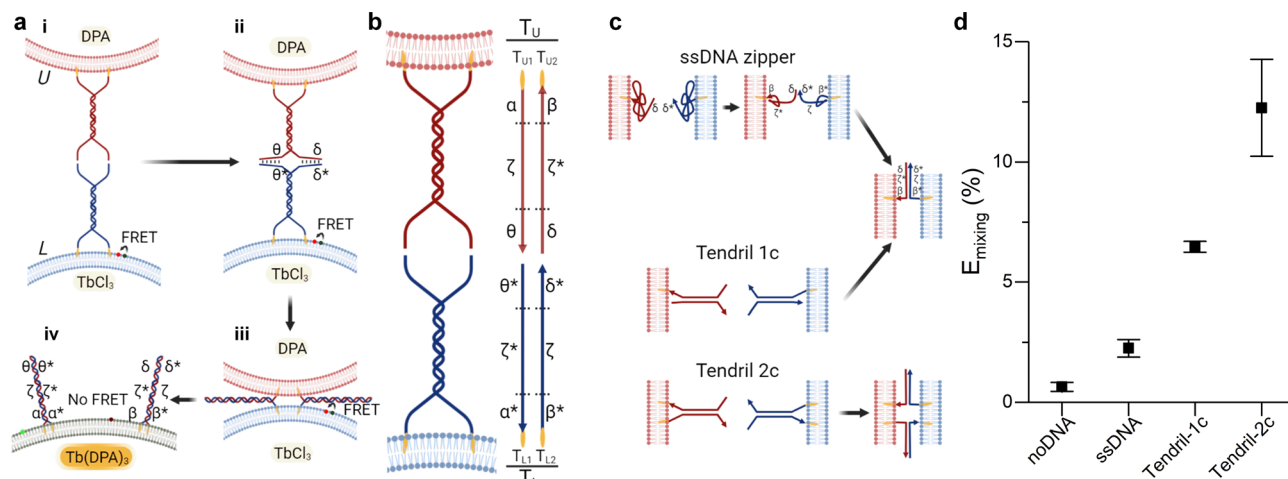 a
i
DPA
U
L
FRET
TbCl₃
ii
DPA
θ δ
θ* δ*
FRET
TbCl₃
iv
θ θ*
ζ ζ*
α α*
δ δ*
ζ* ζ
β β*
No FRET
Tb(DPA)₃
iii
DPA
FRET
TbCl₃
b
T_U
T_U1 T_U2
α β
ζ ζ*
θ δ
θ* δ*
ζ* ζ
α* β*
T_L1 T_L2
c
ssDNA zipper
δ δ*
β δ δ* β*
ζ* ζ
δ δ*
ζ* ζ
β β*
Tendril 1c
Tendril 2c
d
E_mixing (%)
15
10
5
0
noDNA
ssDNA
Tendril-1c
Tendril-2c